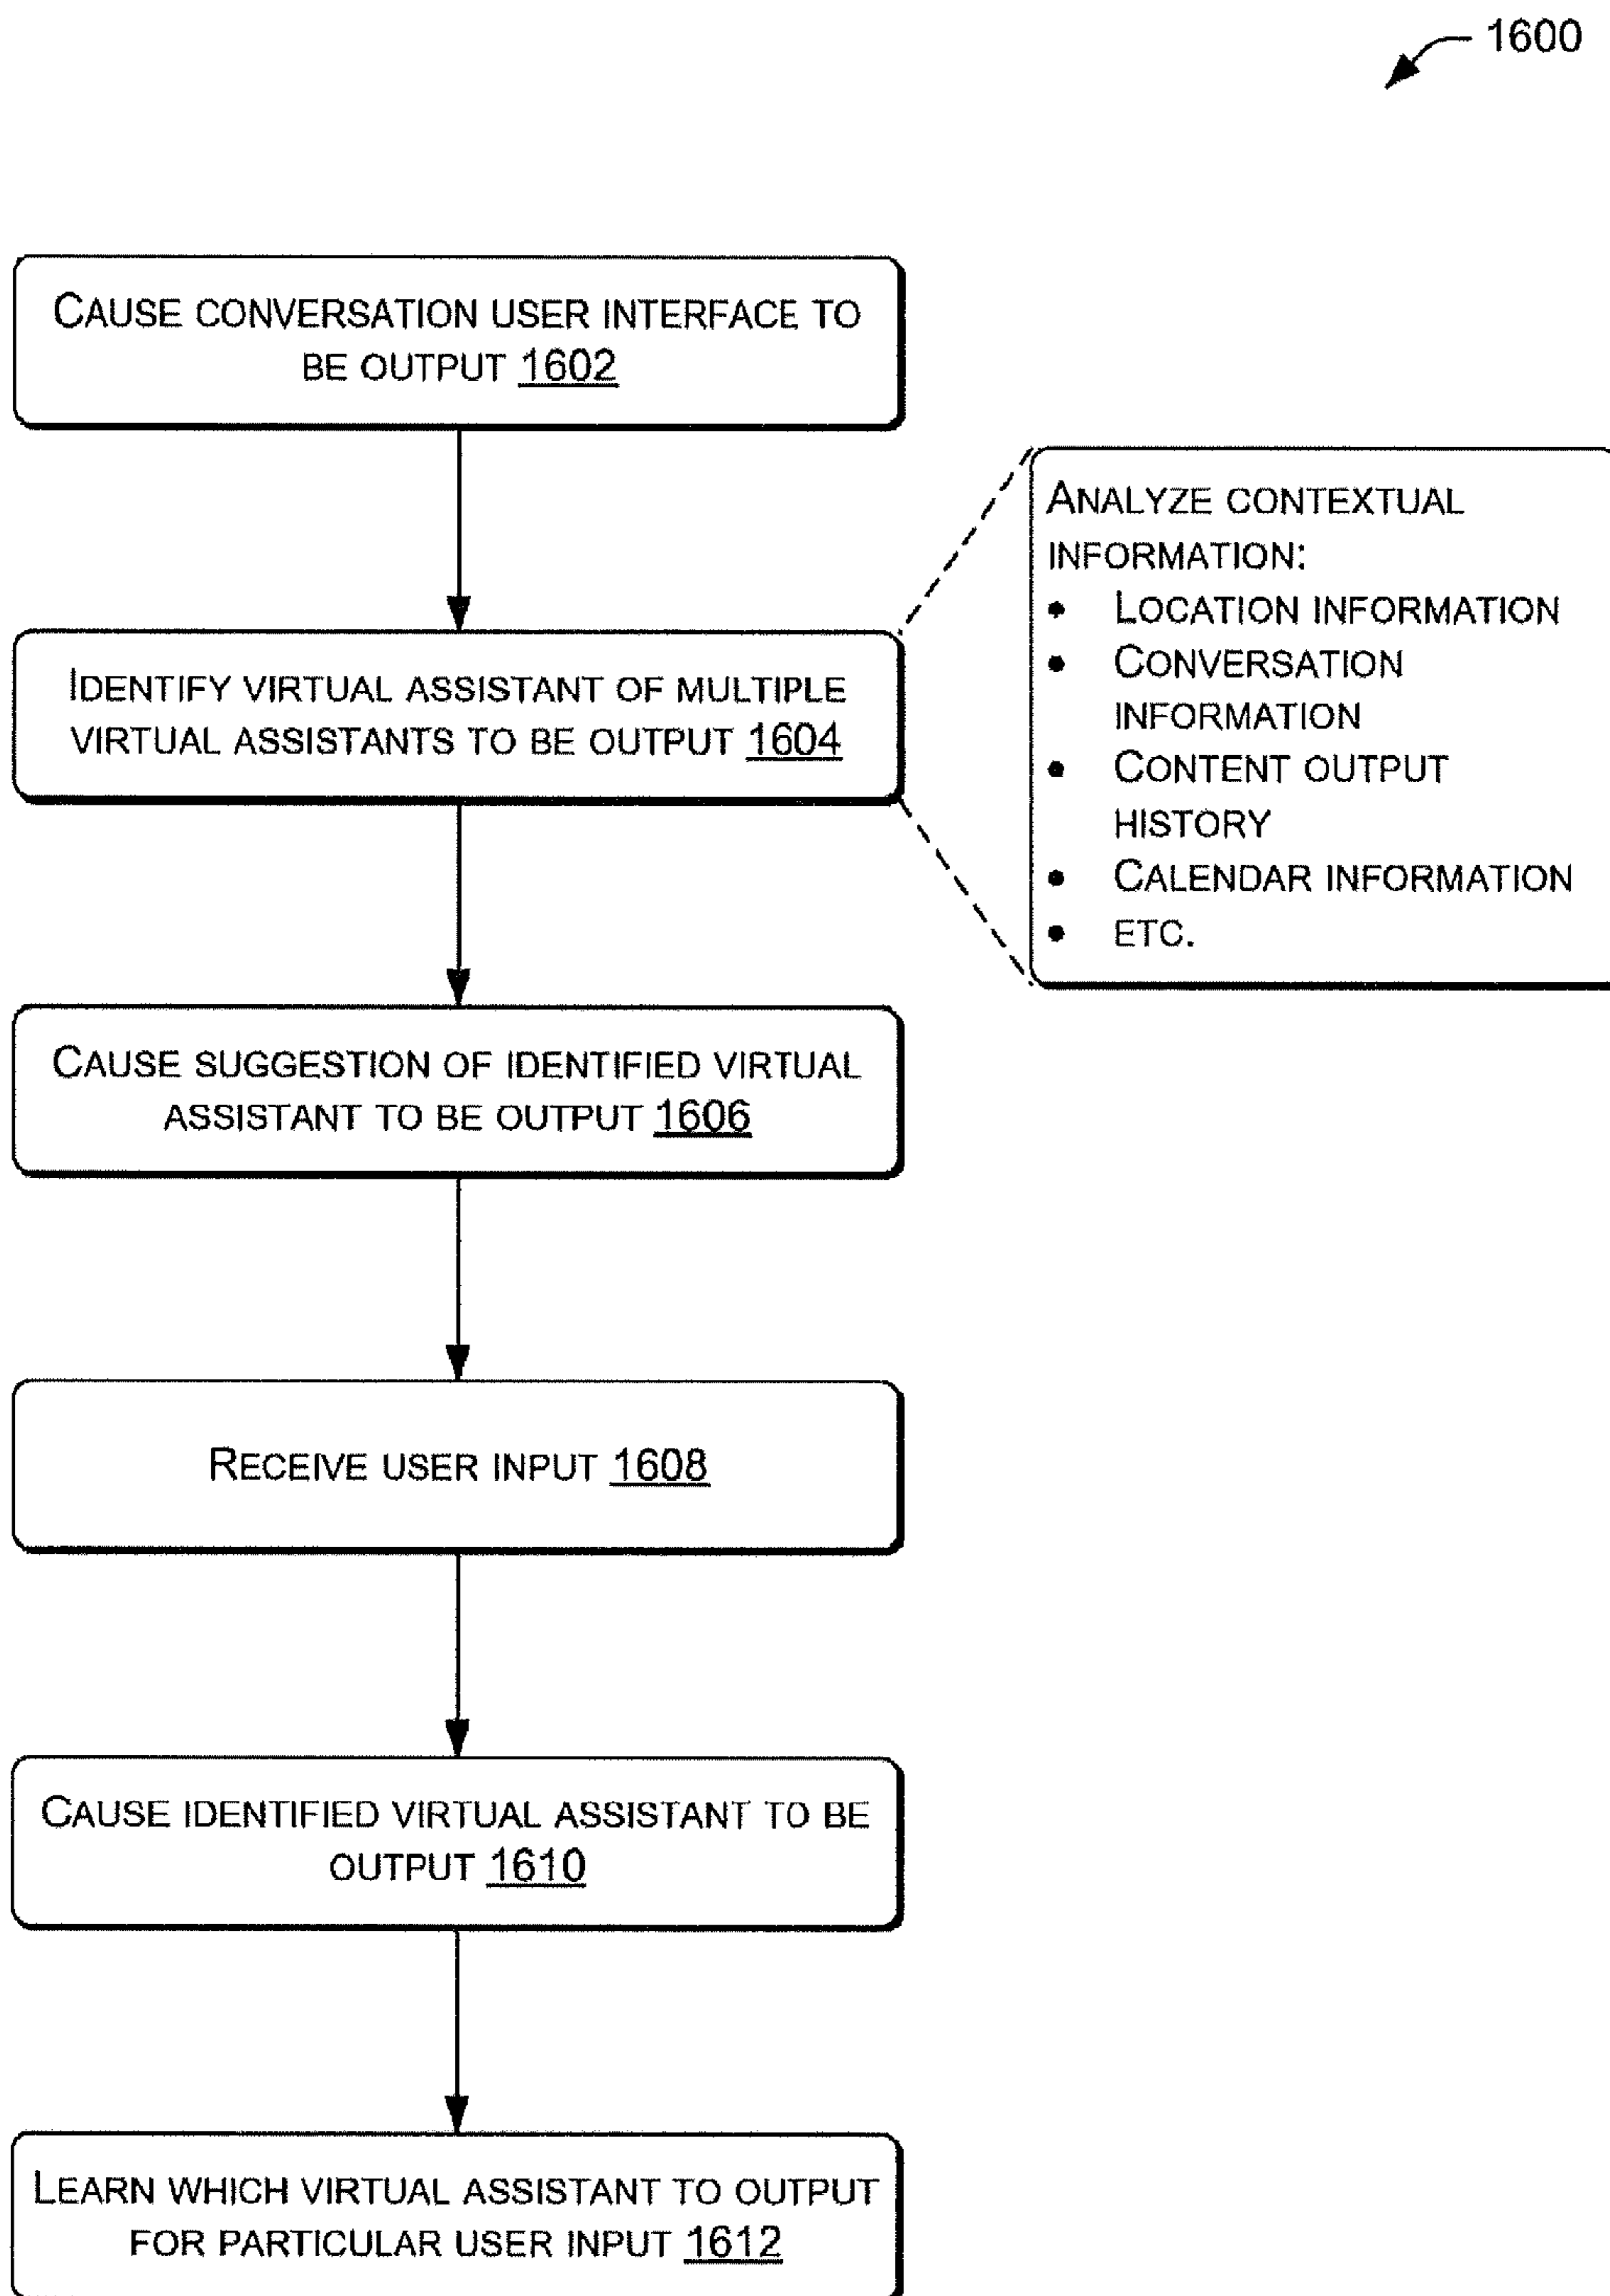 1600
CAUSE CONVERSATION USER INTERFACE TO
BE OUTPUT 1602
IDENTIFY VIRTUAL ASSISTANT OF MULTIPLE
VIRTUAL ASSISTANTS TO BE OUTPUT 1604
ANALYZE CONTEXTUAL
INFORMATION:
• LOCATION INFORMATION
• CONVERSATION
INFORMATION
• CONTENT OUTPUT
HISTORY
• CALENDAR INFORMATION
• ETC.
CAUSE SUGGESTION OF IDENTIFIED VIRTUAL
ASSISTANT TO BE OUTPUT 1606
RECEIVE USER INPUT 1608
CAUSE IDENTIFIED VIRTUAL ASSISTANT TO BE
OUTPUT 1610
LEARN WHICH VIRTUAL ASSISTANT TO OUTPUT
FOR PARTICULAR USER INPUT 1612